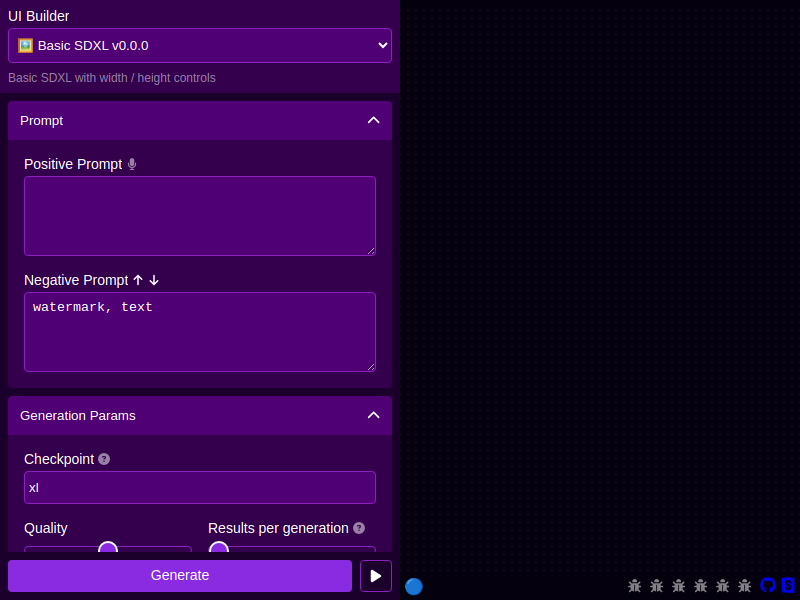 UI Builder
🖼️ Basic SDXL v0.0.0
Basic SDXL with width / height controls
Prompt
Positive Prompt
Negative Prompt
watermark, text
Generation Params
Checkpoint
xl
Quality
Results per generation
Generate